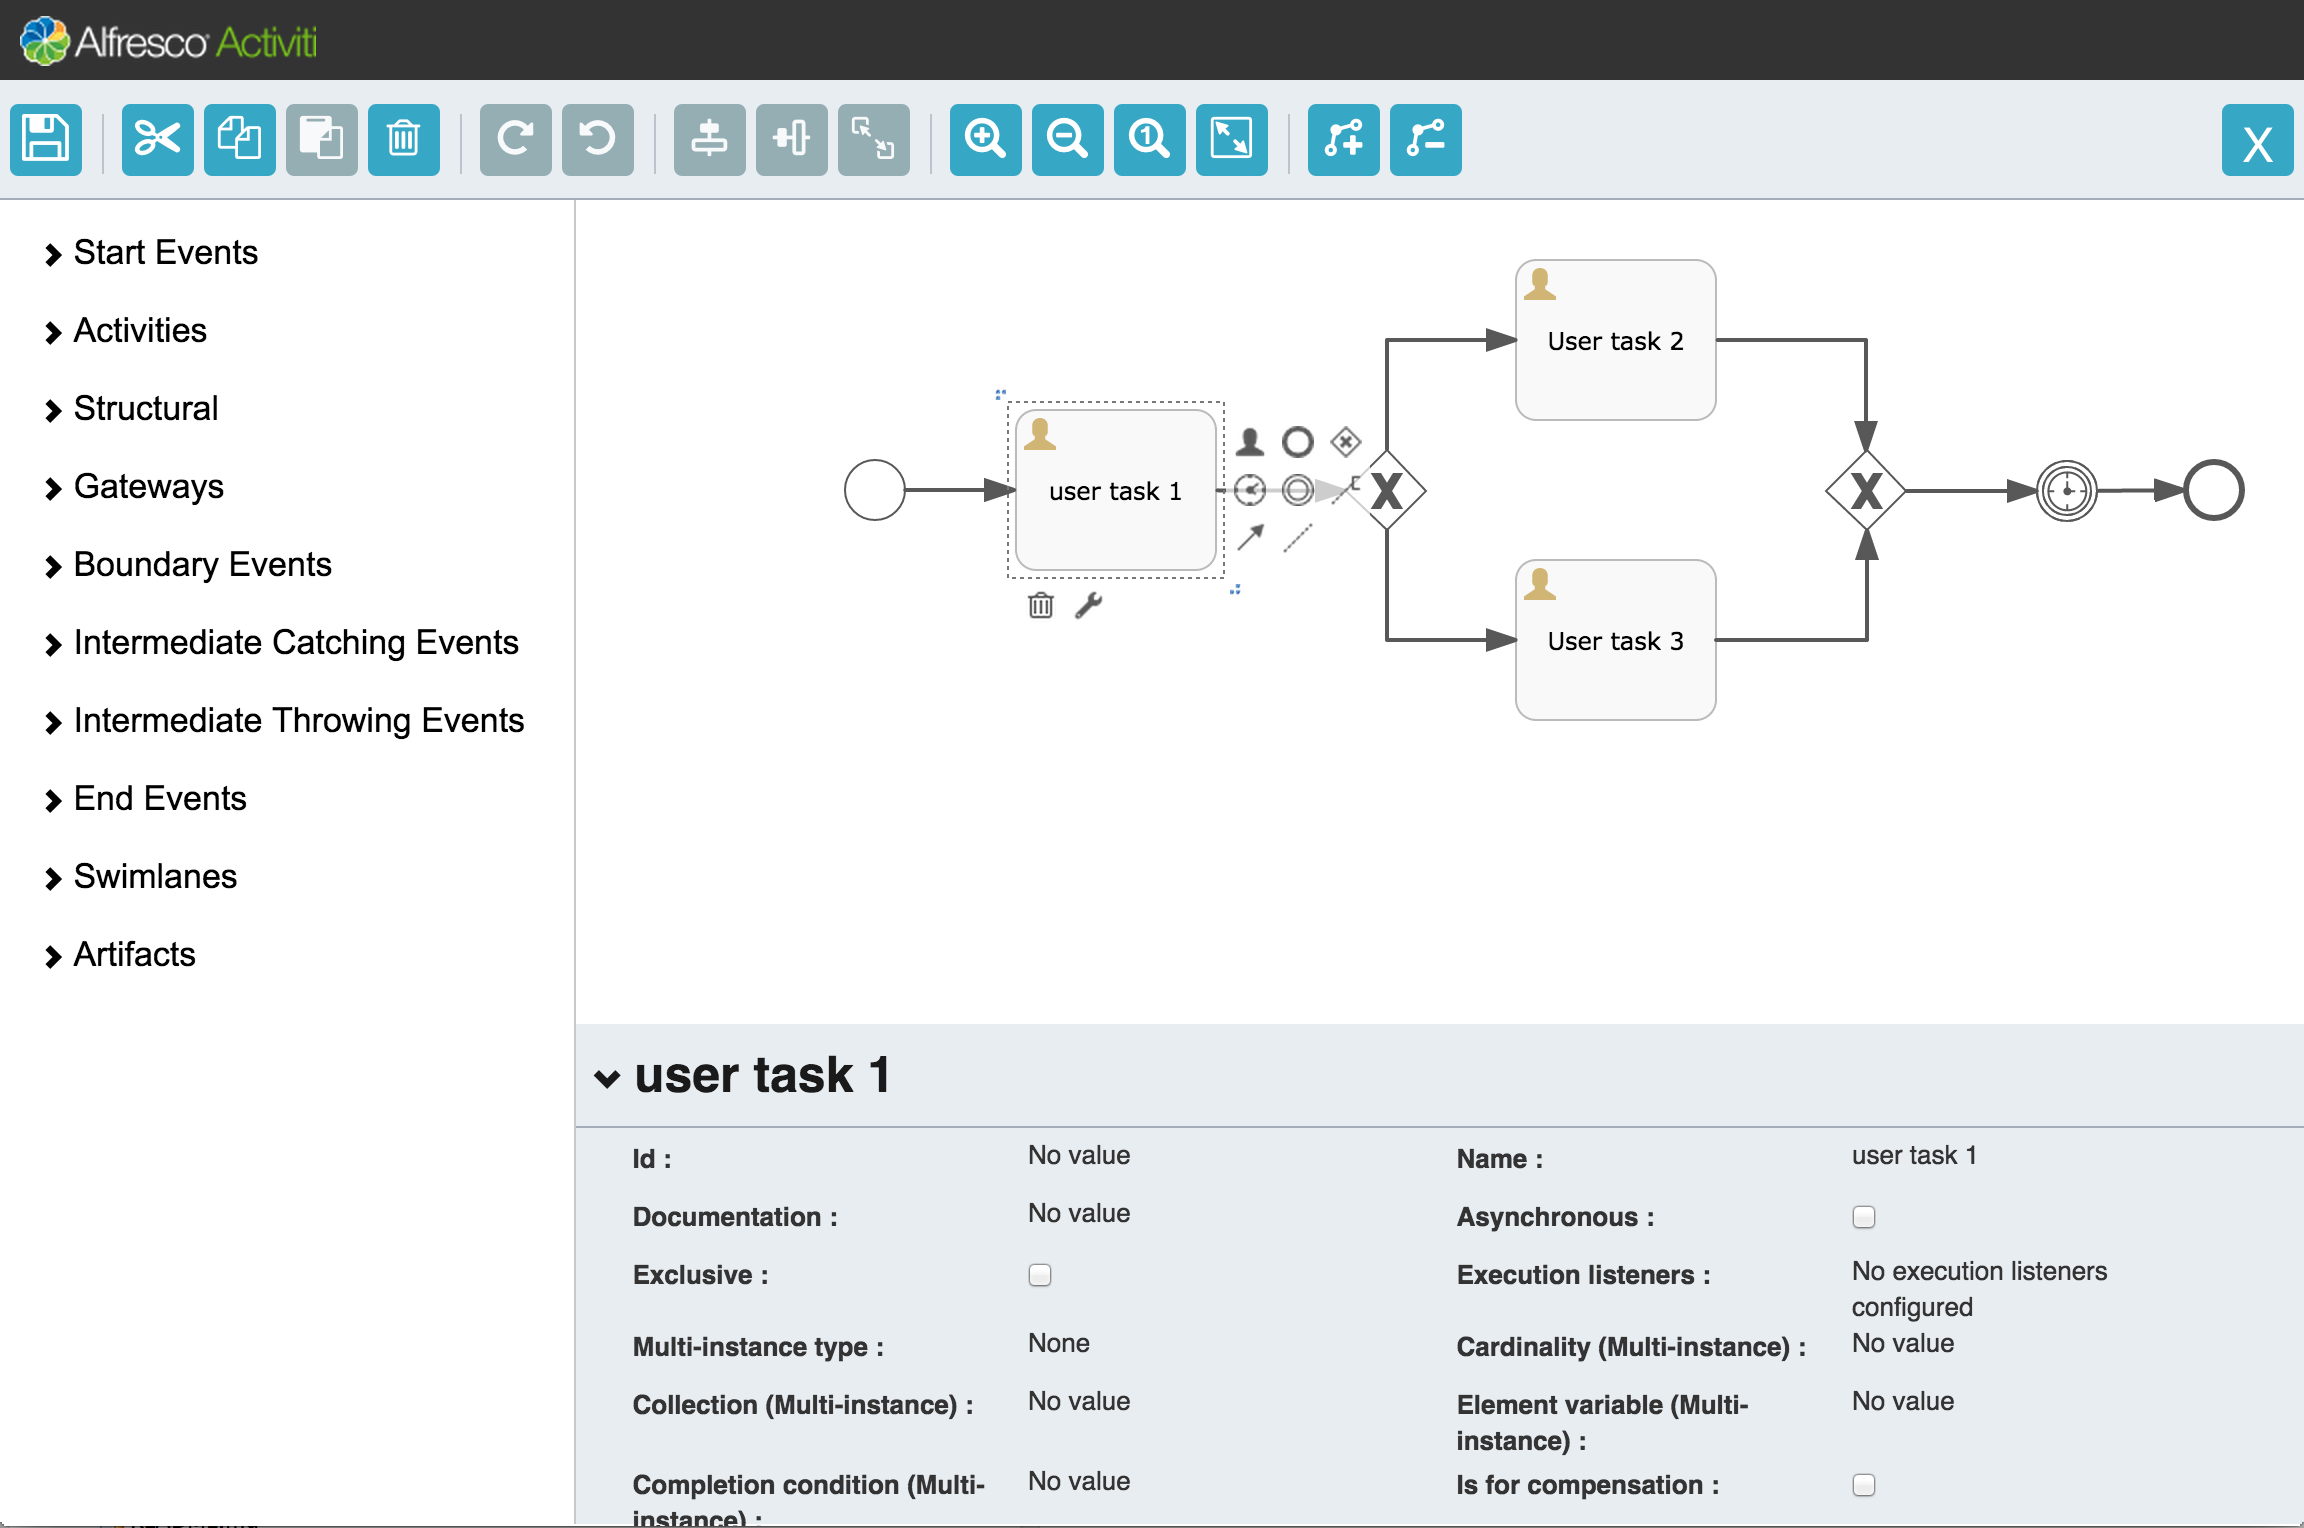 Alfresco Activiti
X
Start Events
Activities
Structural
Gateways
Boundary Events
Intermediate Catching Events
Intermediate Throwing Events
End Events
Swimlanes
Artifacts
User task 2
user task 1
X
X
User task 3
user task 1
Id :
No value
Name :
user task 1
Documentation :
No value
Asynchronous :
Exclusive :
Execution listeners :
No execution listeners
configured
Multi-instance type :
None
Cardinality (Multi-instance) :
No value
Collection (Multi-instance) :
No value
Element variable (Multi-
instance) :
No value
Completion condition (Multi-
instance) :
No value
Is for compensation :